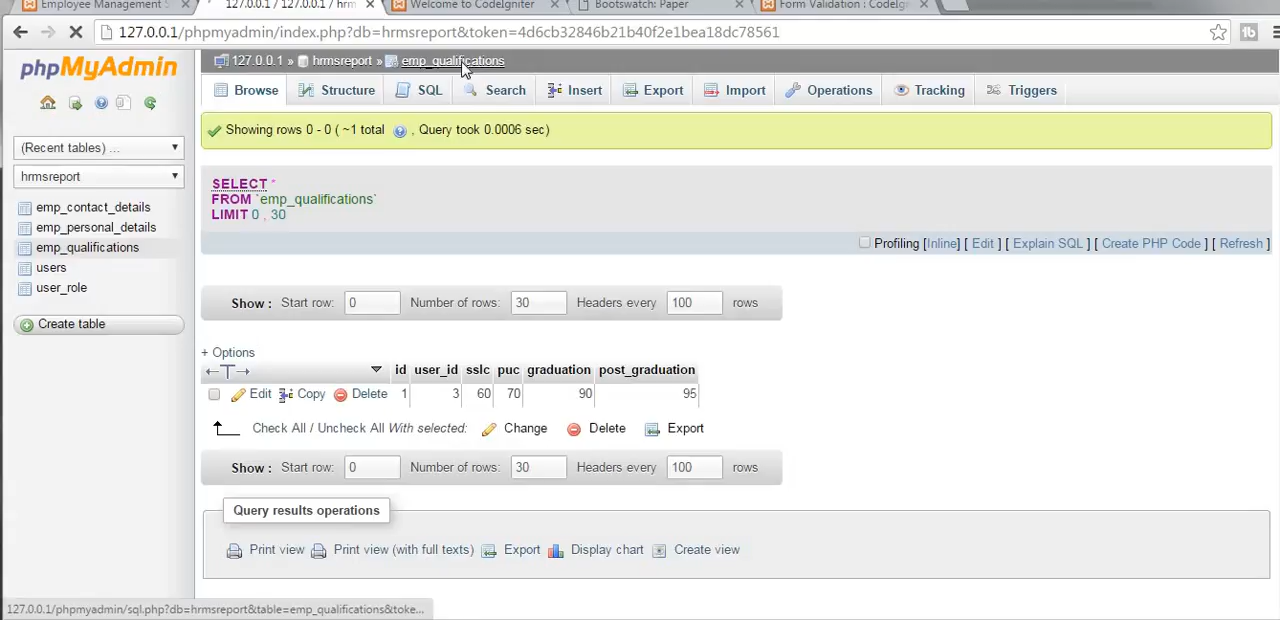 Employee Management S
127.0.0.1 / 127.0.0.1 / hrm
Welcome to CodeIgniter
Bootswatch: Paper
Form Validation : CodeIgn
127.0.0.1/phpmyadmin/index.php?db=hrmsreport&token=4d6cb32846b21b40f2e1bea18dc78561
phpMyAdmin
127.0.0.1 » hrmsreport » emp_qualifications
Browse Structure SQL Search Insert Export Import Operations Tracking Triggers
(Recent tables) ...
hrmsreport
emp_contact_details
emp_personal_details
emp_qualifications
users
user_role
Create table
Showing rows 0 - 0 ( ~1 total , Query took 0.0006 sec)
SELECT *
FROM `emp_qualifications`
LIMIT 0 , 30
Profiling [Inline] [ Edit ] [ Explain SQL ] [ Create PHP Code ] [ Refresh ]
Show : Start row: 0 Number of rows: 30 Headers every 100 rows
+ Options
id user_id sslc puc graduation post_graduation
Edit Copy Delete 1 3 60 70 90 95
Check All / Uncheck All With selected: Change Delete Export
Show : Start row: 0 Number of rows: 30 Headers every 100 rows
Query results operations
Print view Print view (with full texts) Export Display chart Create view
127.0.0.1/phpmyadmin/sql.php?db=hrmsreport&table=emp_qualifications&toke...